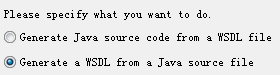 Please specify what you want to do.
Generate Java source code from a WSDL file
Generate a WSDL from a Java source file